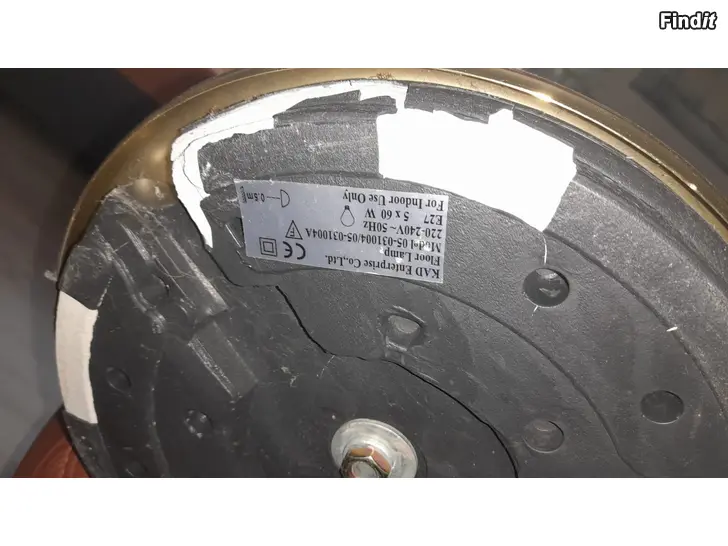 Findit
KAD Enterprise Co.,Ltd.
Floor Lamp
Model 05-031004/05-031004A
220-240V~ 50Hz
E27 5 x 60 W
For Indoor Use Only
CE
F
0.8m